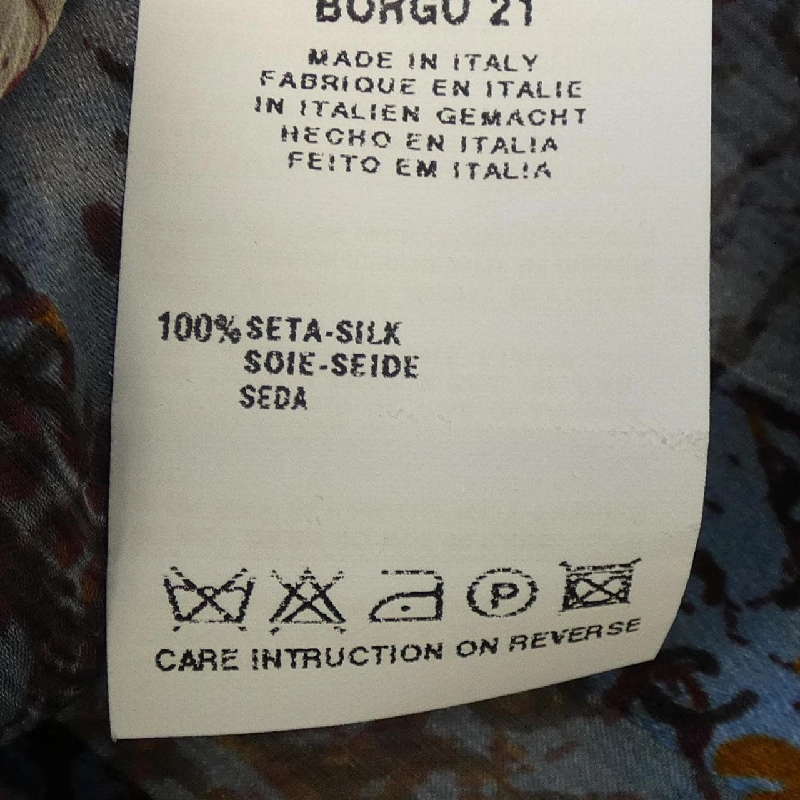 BORGO 21
MADE IN ITALY
FABRIQUE EN ITALIE
IN ITALIEN GEMACHT
HECHO EN ITALIA
FEITO EM ITALIA
100% SETA-SILK
SOIE-SEIDE
SEDA
P
CARE INTRUCTION ON REVERSE